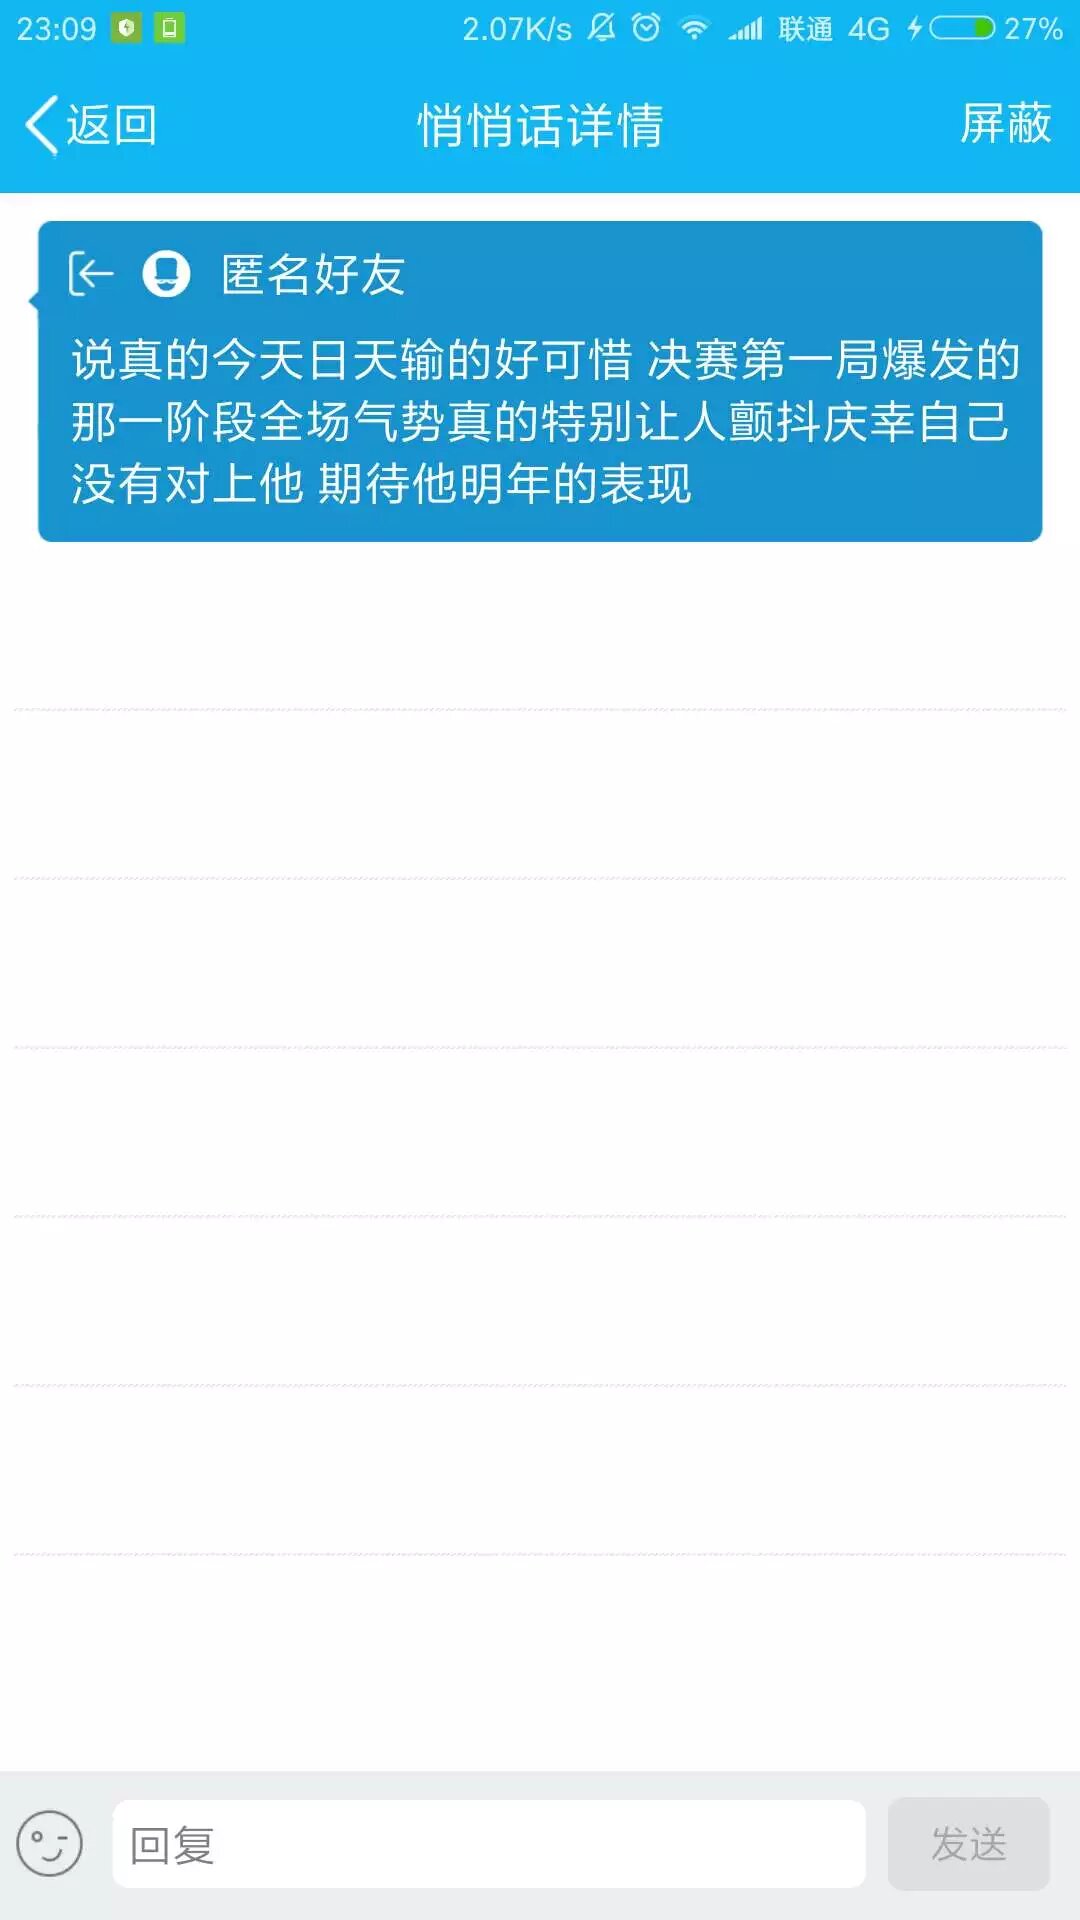 23:09 2.07K/s 联通 4G 27%
返回 悄悄话详情 屏蔽
匿名好友
说真的今天日天输的好可惜 决赛第一局爆发的
那一阶段全场气势真的特别让人颤抖庆幸自己
没有对上他 期待他明年的表现
回复 发送